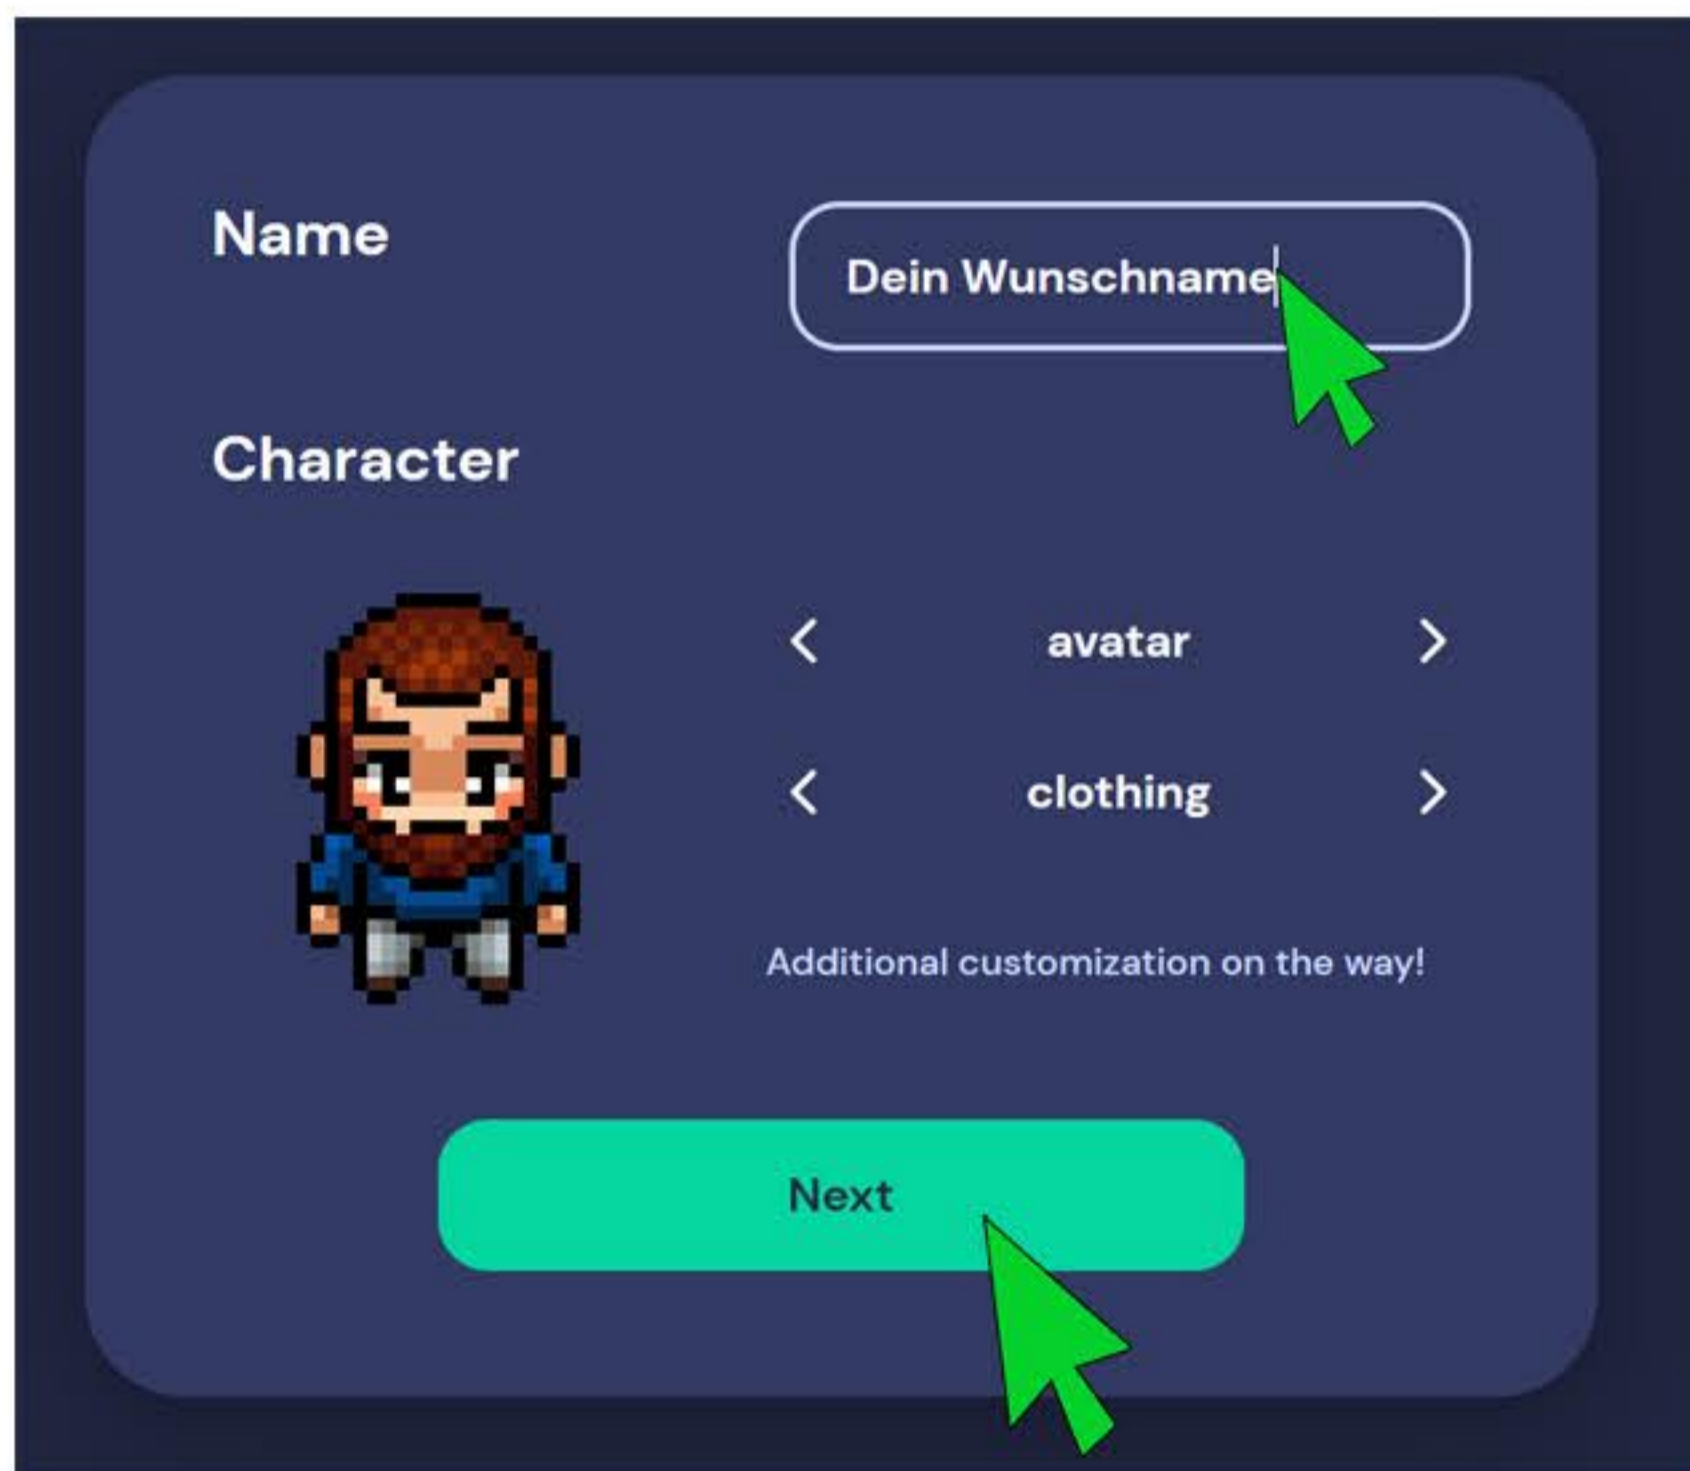 Name
Dein Wunschname
Character
avatar
clothing
Additional customization on the way!
Next